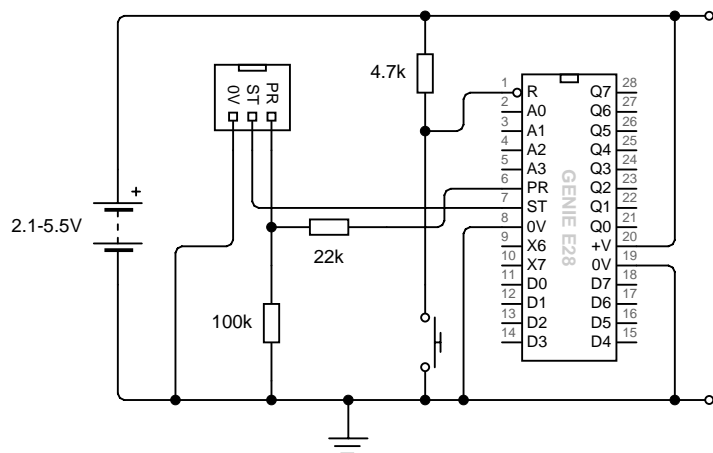 4.7k
0V ST PR
2.1-5.5V
+
22k
100k
GENIE E28
1 R Q7 28
2 A0 Q6 27
3 A1 Q5 26
4 A2 Q4 25
5 A3 Q3 24
6 PR Q2 23
7 ST Q1 22
8 0V Q0 21
9 X6 +V 20
10 X7 0V 19
11 D0 D7 18
12 D1 D6 17
13 D2 D5 16
14 D3 D4 15